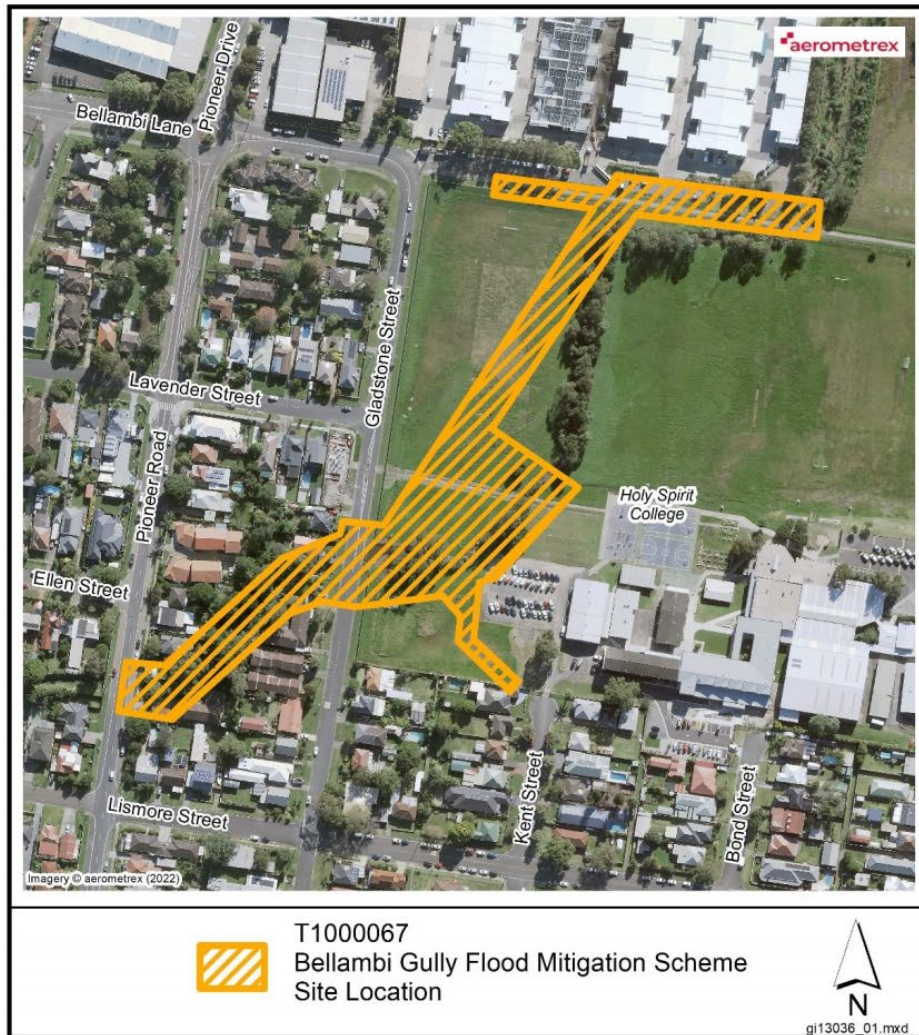 aerometrex
Pioneer Drive
Bellambi Lane
Gladstone Street
Lavender Street
Pioneer Road
Holy Spirit
College
Ellen Street
Kent Street
Bond Street
Lismore Street
Imagery © aerometrex (2022)
T1000067
Bellambi Gully Flood Mitigation Scheme
Site Location
N
gi13036_01.mxd